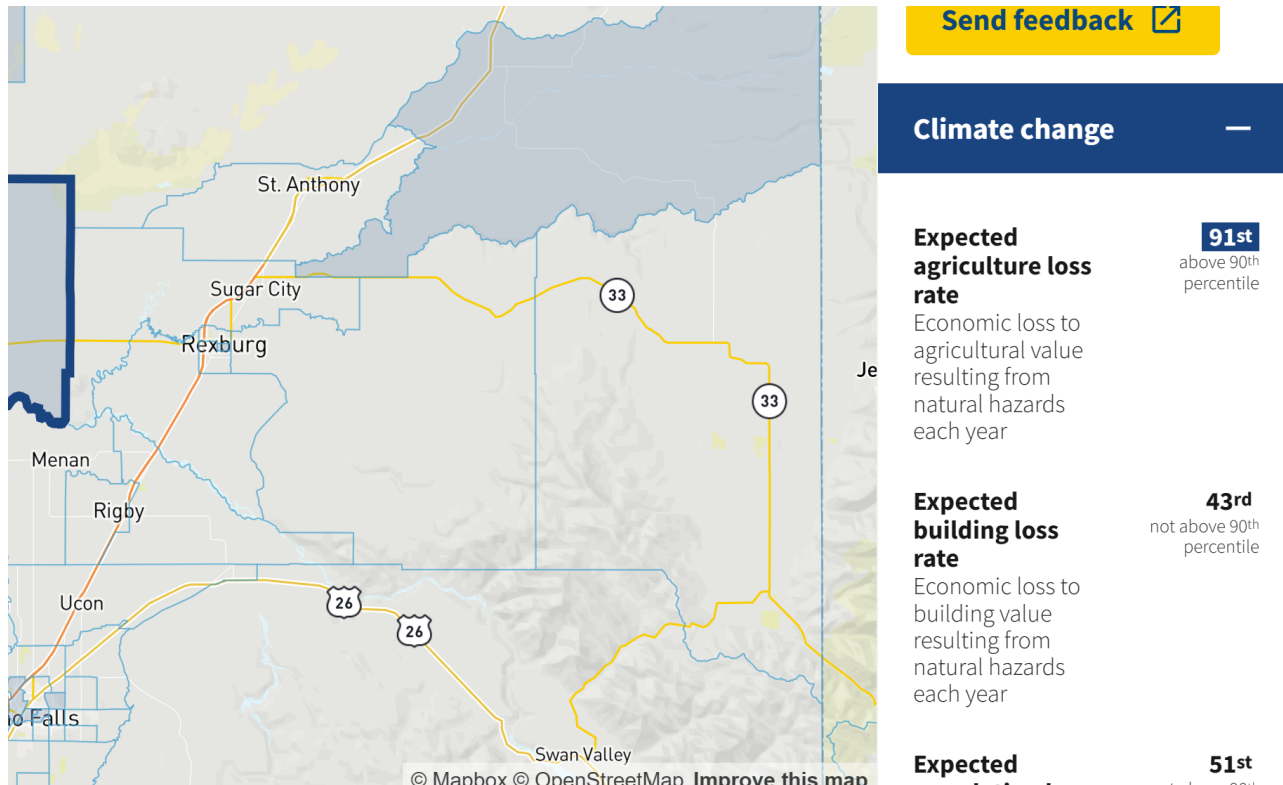 St. Anthony
Sugar City
33
Rexburg
Je
33
Menan
Rigby
Ucon
26
26
o Falls
Swan Valley
© Mapbox © OpenStreetMap Improve this map
Send feedback
Climate change
Expected
agriculture loss
rate
91st
above 90th
percentile
Economic loss to
agricultural value
resulting from
natural hazards
each year
Expected
building loss
rate
43rd
not above 90th
percentile
Economic loss to
building value
resulting from
natural hazards
each year
Expected
51st